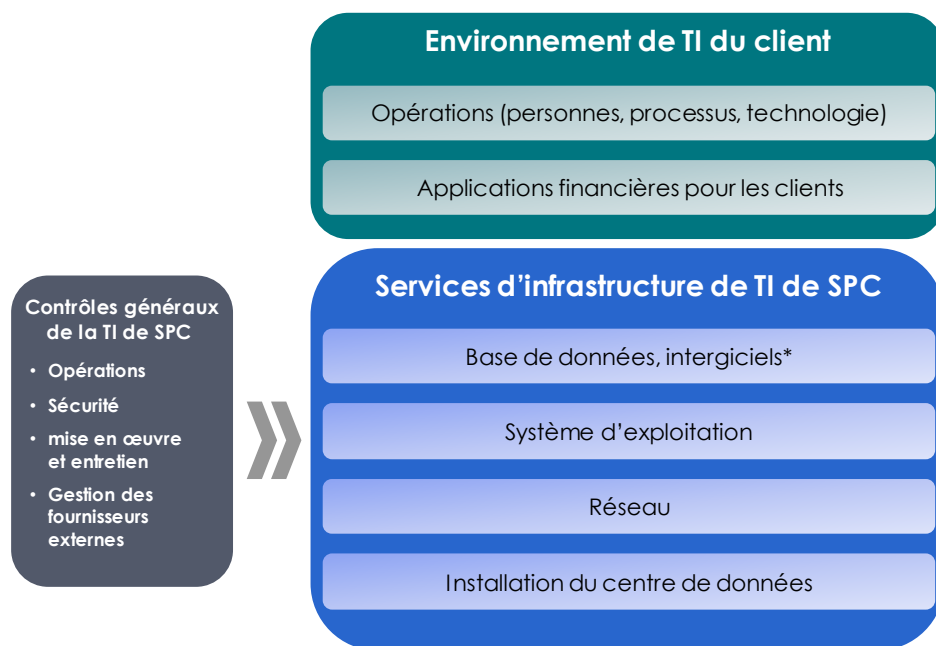 Environnement de TI du client
Opérations (personnes, processus, technologie)
Applications financières pour les clients
Contrôles généraux
de la TI de SPC
• Opérations
• Sécurité
• mise en œuvre
et entretien
• Gestion des
fournisseurs
externes
Services d'infrastructure de TI de SPC
Base de données, intergiciels*
Système d'exploitation
Réseau
Installation du centre de données